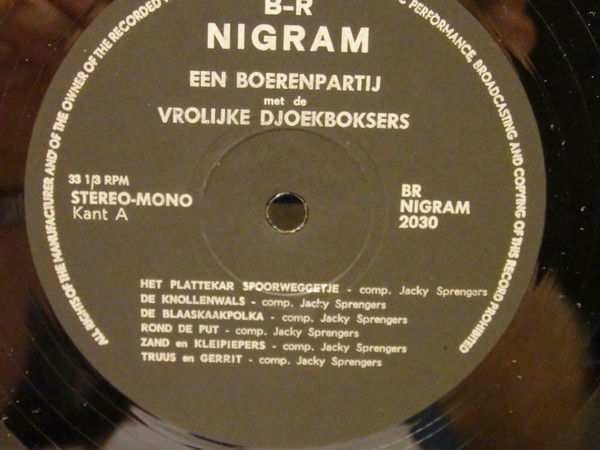 B-R
NIGRAM
EEN BOERENPARTIJ
met de
VROLIJKE DJOEKBOKSERS
33 1/3 RPM
STEREO-MONO
Kant A
BR
NIGRAM
2030
HET PLATTEKAR SPOORWEGGETJE - comp. Jacky Sprengers
DE KNOLLENWALS - comp. Jacky Sprengers
DE BLAASKAAKPOLKA - comp. Jacky Sprengers
ROND DE PUT - comp. Jacky Sprengers
ZAND en KLEIPIEPERS - comp. Jacky Sprengers
TRUUS en GERRIT - comp. Jacky Sprengers
ALL RIGHTS OF THE MANUFACTURER AND OF THE OWNER OF THE RECORDED
PERFORMANCE, BROADCASTING AND COPYING OF THIS RECORD PROHIBITED